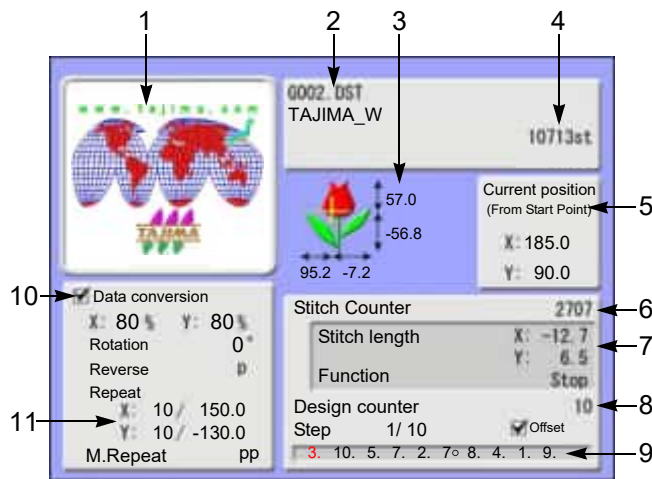 1
2
3
4
www.tajima.com
TAJIMA
G002.DST
TAJIMA_W
10713st
57.0
-56.8
95.2 -7.2
Current position
(From Start Point)
X: 185.0
Y: 90.0
5
10
Data conversion
X: 80 % Y: 80 %
Rotation 0°
Reverse p
Repeat
11
X: 10 / 150.0
Y: 10 / -130.0
M.Repeat pp
Stitch Counter 2707
6
Stitch length X: -12.7
Y: 6.5
7
Function Stop
Design counter 10
8
Step 1/ 10 Offset
3. 10. 5. 7. 2. 7○ 8. 4. 1. 9.
9